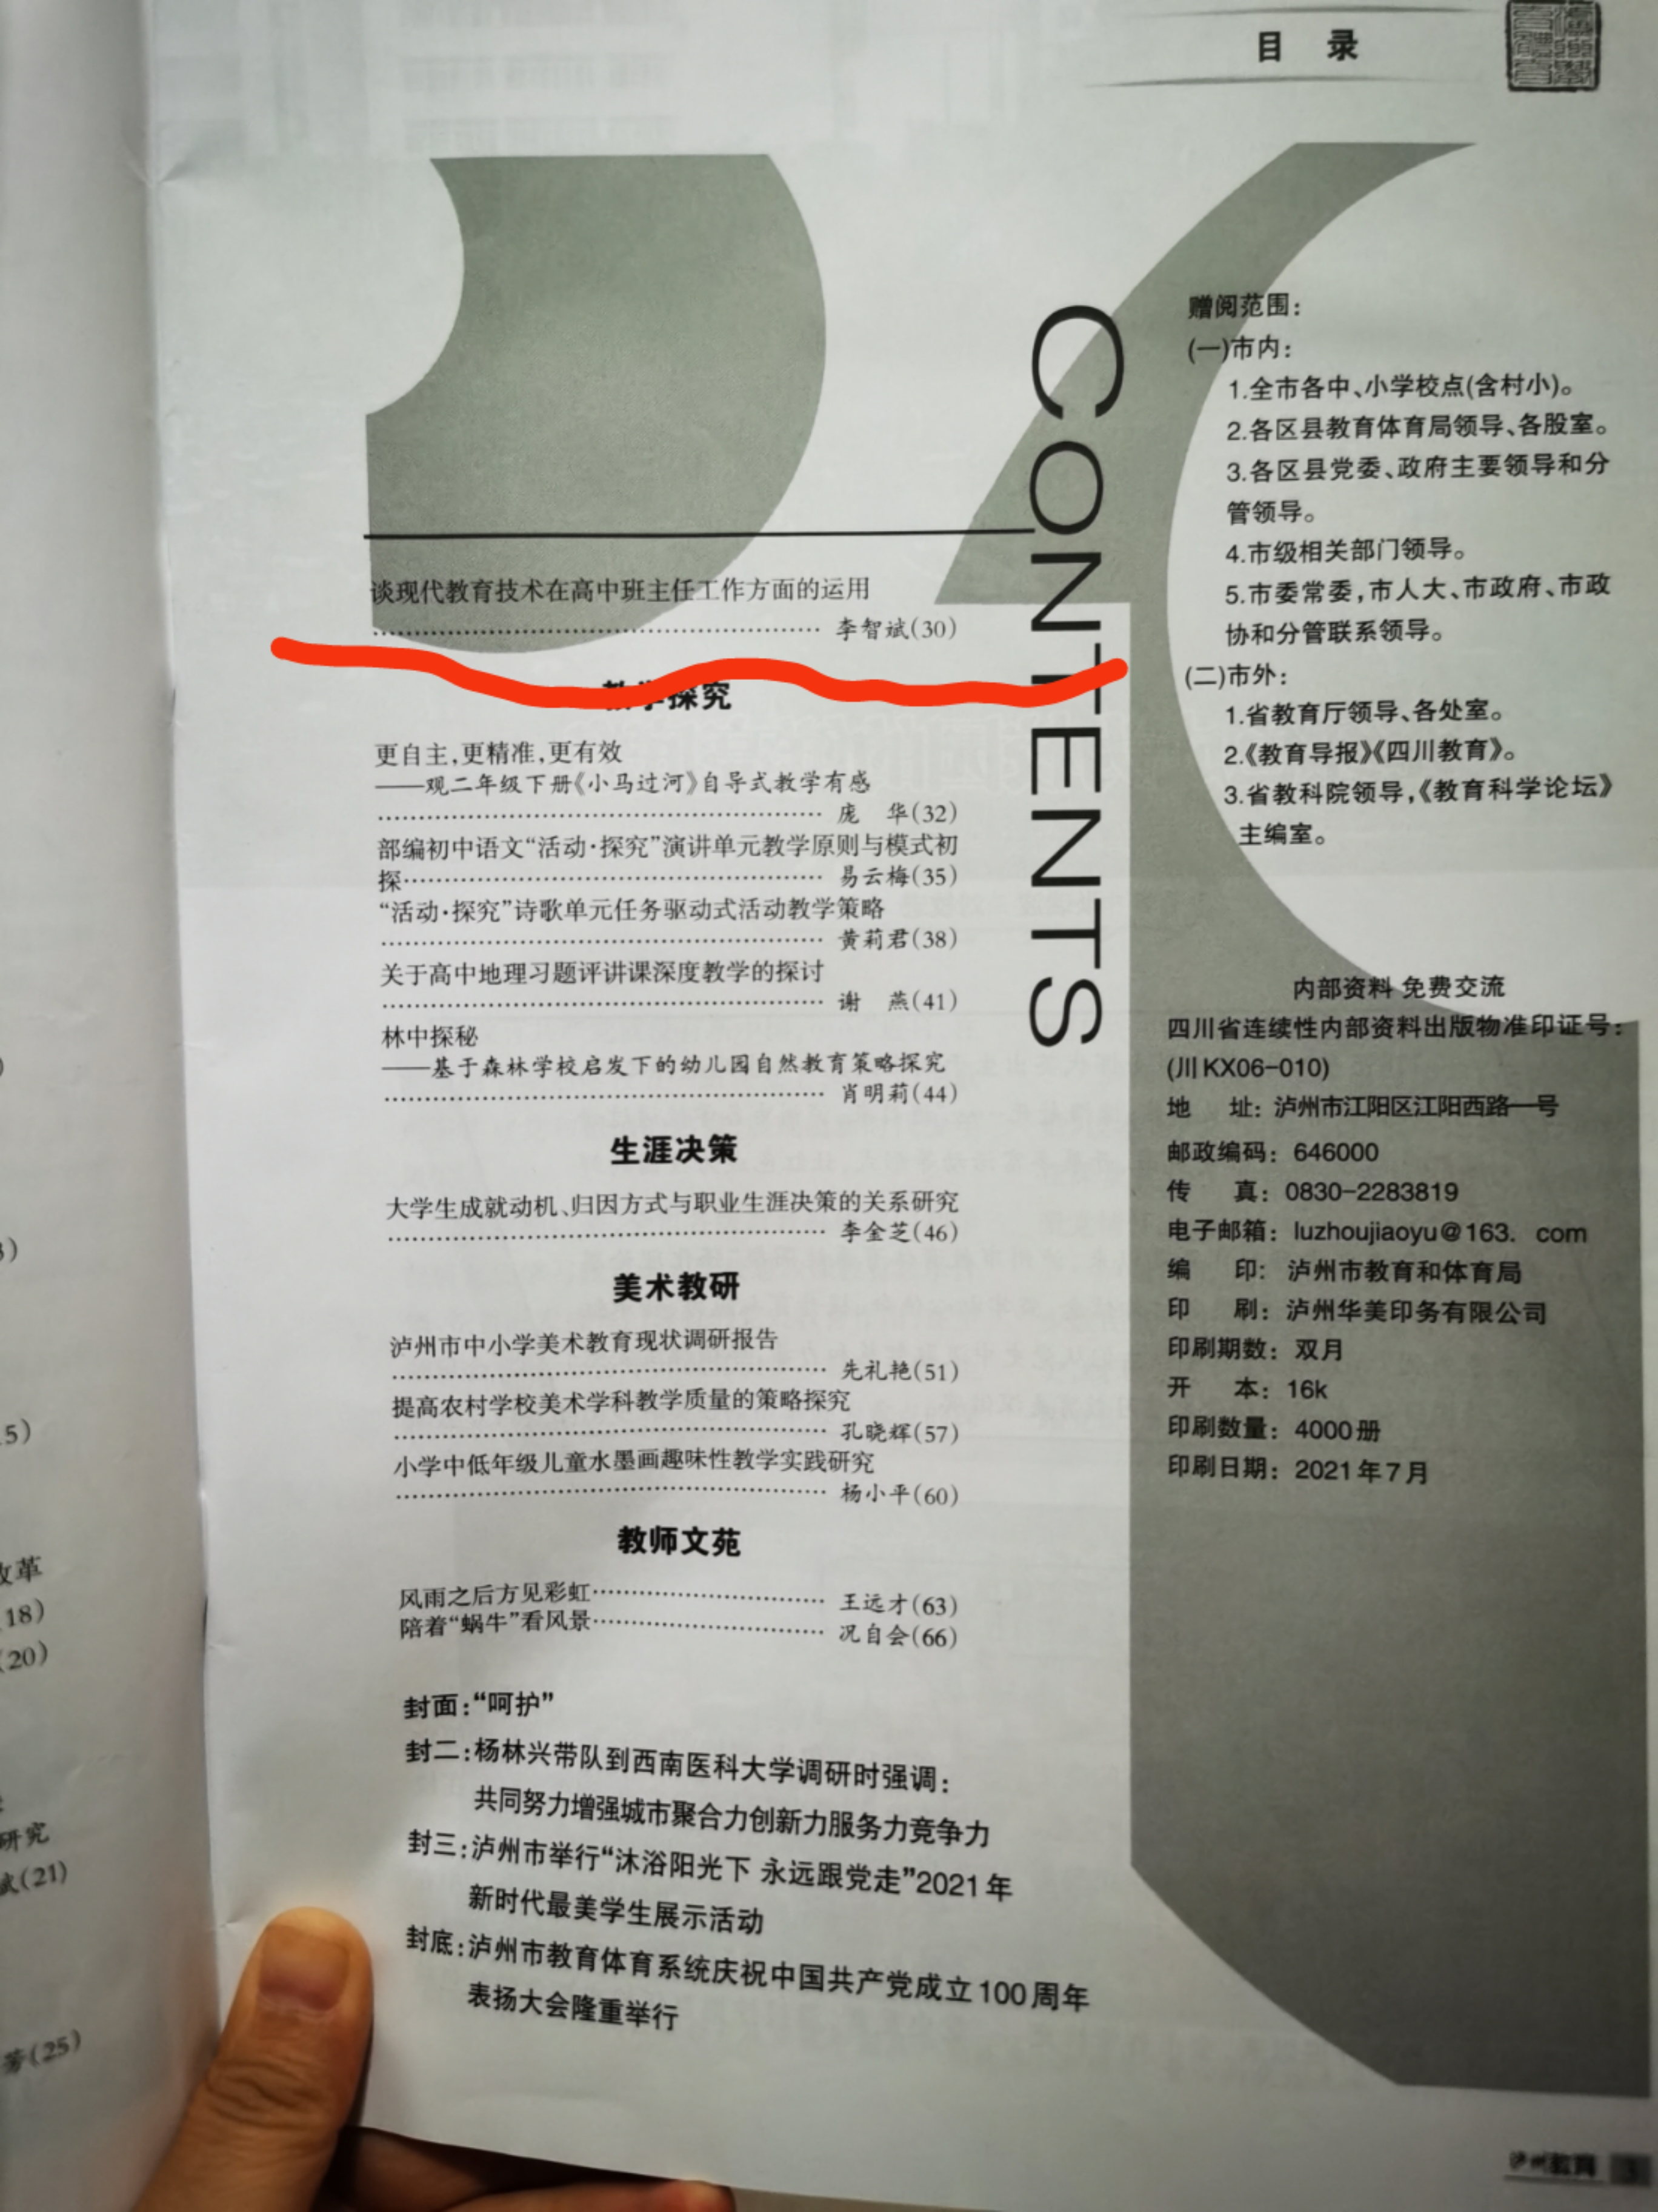 目 录
谈现代教育技术在高中班主任工作方面的运用
李智斌(30)
教学探究
更自主,更精准,更有效
——观二年级下册《小马过河》自导式教学有感
庞 华(32)
部编初中语文“活动·探究”演讲单元教学原则与模式初
探 易云梅(35)
“活动·探究”诗歌单元任务驱动式活动教学策略
黄莉君(38)
关于高中地理习题评讲课深度教学的探讨
谢 燕(41)
林中探秘
——基于森林学校启发下的幼儿园自然教育策略探究
肖明莉(44)
生涯决策
大学生成就动机、归因方式与职业生涯决策的关系研究
李金芝(46)
美术教研
泸州市中小学美术教育现状调研报告
先礼艳(51)
提高农村学校美术学科教学质量的策略探究
孔晓辉(57)
小学中低年级儿童水墨画趣味性教学实践研究
杨小平(60)
教师文苑
风雨之后方见彩虹 王远才(63)
陪着“蜗牛”看风景 况自会(66)
封面:“呵护”
封二:杨林兴带队到西南医科大学调研时强调:
共同努力增强城市聚合力创新力服务力竞争力
封三:泸州市举行“沐浴阳光下 永远跟党走”2021年
新时代最美学生展示活动
封底:泸州市教育体育系统庆祝中国共产党成立100周年
表扬大会隆重举行
CONTENTS
赠阅范围:
(一)市内:
1.全市各中、小学校点(含村小)。
2.各区县教育体育局领导、各股室。
3.各区县党委、政府主要领导和分
管领导。
4.市级相关部门领导。
5.市委常委,市人大、市政府、市政
协和分管联系领导。
(二)市外:
1.省教育厅领导、各处室。
2.《教育导报》《四川教育》。
3.省教科院领导,《教育科学论坛》
主编室。
内部资料 免费交流
四川省连续性内部资料出版物准印证号:
(川KX06-010)
地 址: 泸州市江阳区江阳西路一号
邮政编码: 646000
传 真: 0830-2283819
电子邮箱: luzhoujiaoyu@163. com
编 印: 泸州市教育和体育局
印 刷: 泸州华美印务有限公司
印刷期数: 双月
开 本: 16k
印刷数量: 4000册
印刷日期: 2021年7月
泸州教育
5)
改革
18)
(20)
研究
(21)
(25)